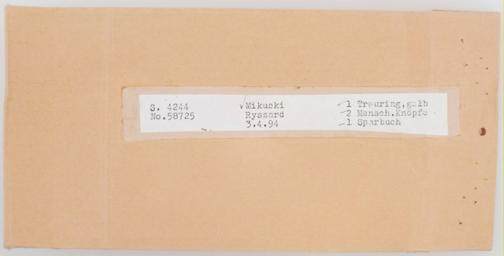 S. 4244 Mikucki 1 Trauring, gelb
No. 58725 Ryszard 2 Mansch.Knöpfe
3.4.94 1 Sparbuch